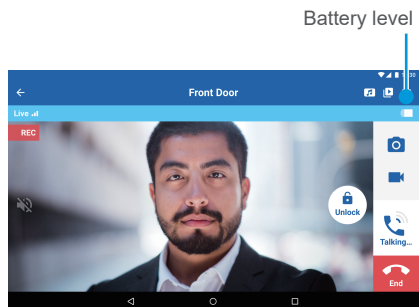 Battery level
Front Door
Live
REC
Unlock
Talking...
End